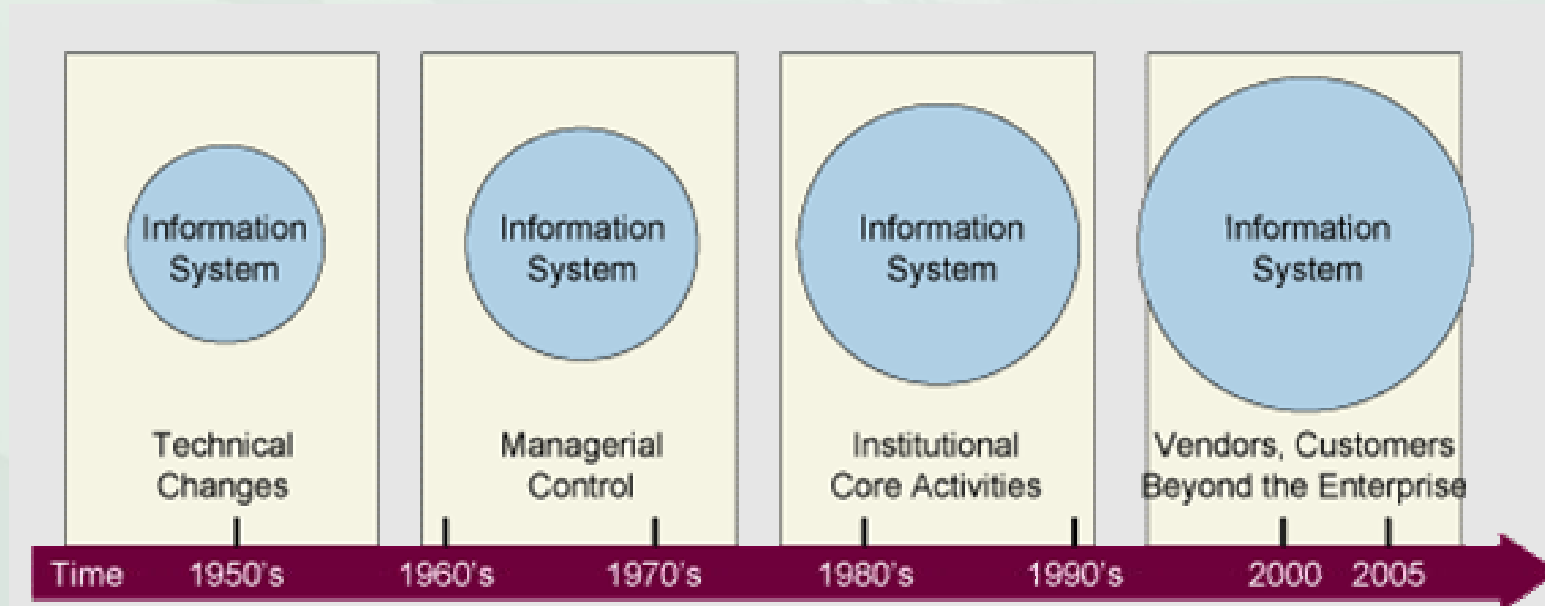 Information
System
Technical
Changes
Information
System
Managerial
Control
Information
System
Institutional
Core Activities
Information
System
Vendors, Customers
Beyond the Enterprise
Time 1950's 1960's 1970's 1980's 1990's 2000 2005